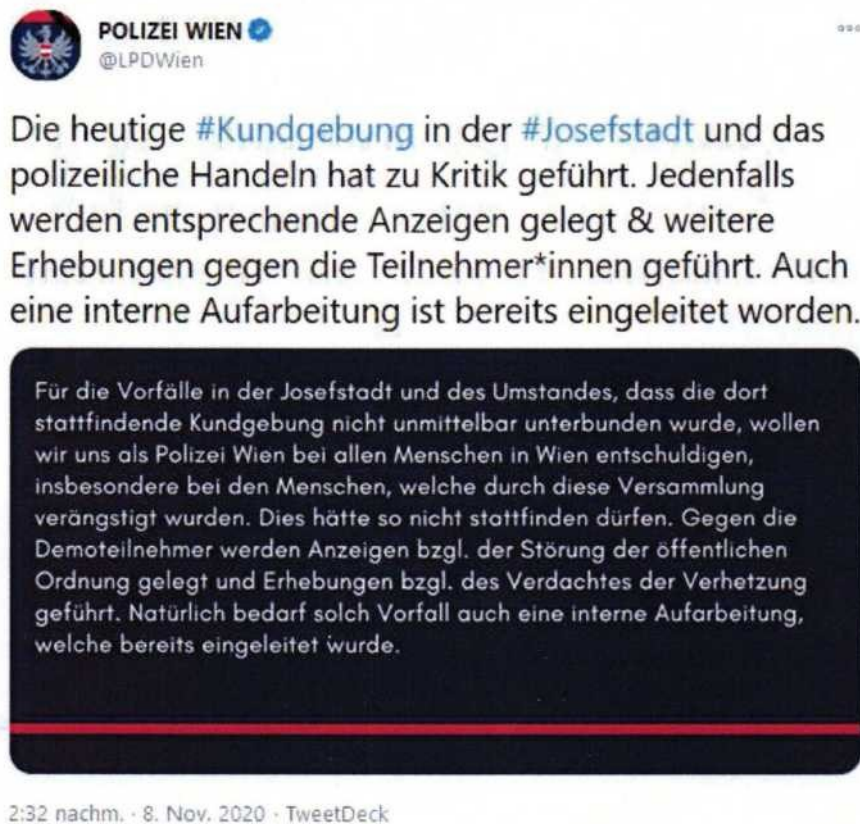 POLIZEI WIEN
@LPDWien
Die heutige #Kundgebung in der #Josefstadt und das
polizeiliche Handeln hat zu Kritik geführt. Jedenfalls
werden entsprechende Anzeigen gelegt & weitere
Erhebungen gegen die Teilnehmer*innen geführt. Auch
eine interne Aufarbeitung ist bereits eingeleitet worden.
Für die Vorfälle in der Josefstadt und des Umstandes, dass die dort
stattfindende Kundgebung nicht unmittelbar unterbunden wurde, wollen
wir uns als Polizei Wien bei allen Menschen in Wien entschuldigen,
insbesondere bei den Menschen, welche durch diese Versammlung
verängstigt wurden. Dies hätte so nicht stattfinden dürfen. Gegen die
Demoteilnehmer werden Anzeigen bzgl. der Störung der öffentlichen
Ordnung gelegt und Erhebungen bzgl. des Verdachtes der Verhetzung
geführt. Natürlich bedarf solch Vorfall auch eine interne Aufarbeitung,
welche bereits eingeleitet wurde.
2:32 nachm. · 8. Nov. 2020 · TweetDeck